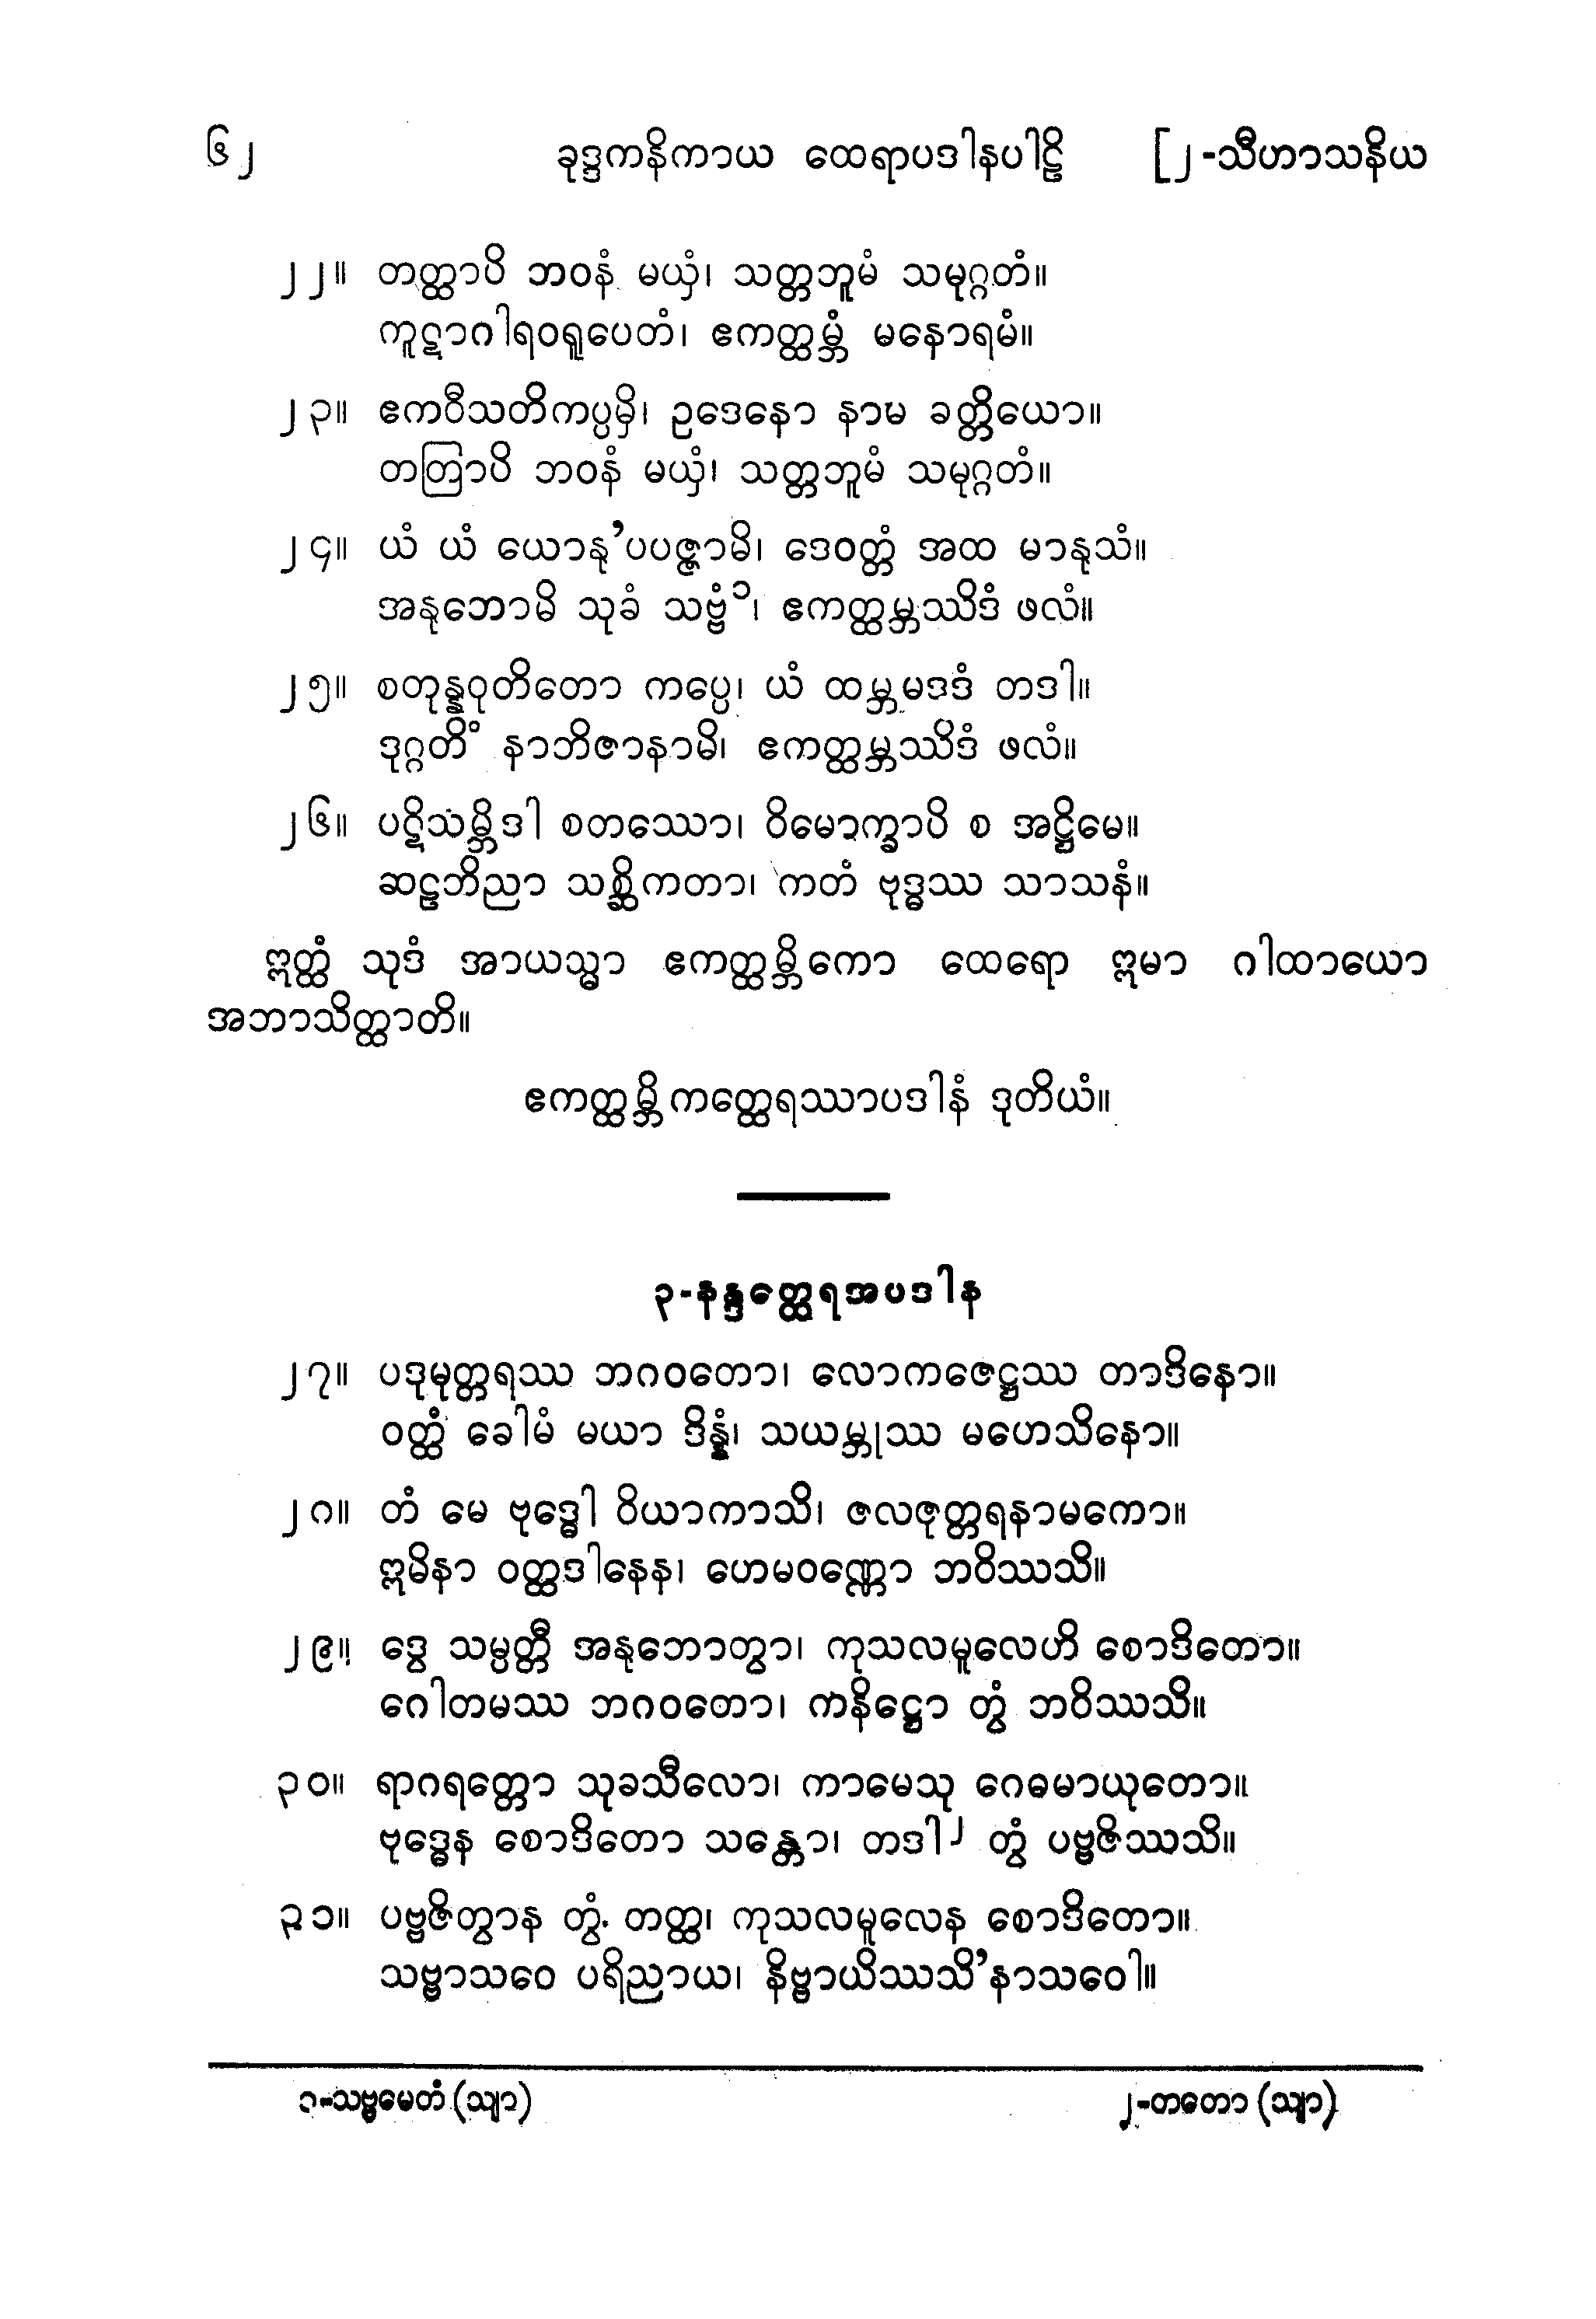 ၆၂ ခုဒ္ဒကနိကာယ ထေရာပဒါနပါဠိ [၂-သီဟာသနိယ
၂၂။ တတ္ထာပိ ဘဝနံ မယှံ၊ သတ္တဘူမံ သမုဂ္ဂတံ။
ကူဋာဂါရဝရူပေတံ၊ ဧကတ္ထမ္ဘံ မနောရမံ။
၂၃။ ဧကဝီသတိကပ္ပမှိ၊ ဥဒေနော နာမ ခတ္တိယော။
တတြာပိ ဘဝနံ မယှံ၊ သတ္တဘူမံ သမုဂ္ဂတံ။
၂၄။ ယံ ယံ ယောနု’ပပဇ္ဇာမိ၊ ဒေဝတ္တံ အထ မာနုသံ။
အနုဘောမိ သုခံ သဗ္ဗံ၁၊ ဧကတ္ထမ္ဘဿိဒံ ဖလံ။
၂၅။ စတုန္နဝုတိတော ကပ္ပေ၊ ယံ ထမ္ဘမဒဒံ တဒါ။
ဒုဂ္ဂတိံ နာဘိဇာနာမိ၊ ဧကတ္ထမ္ဘဿိဒံ ဖလံ။
၂၆။ ပဋိသံမ္ဘိဒါ စတဿော၊ ဝိမောက္ခာပိ စ အဋ္ဌိမေ။
ဆဠဘိညာ သစ္ဆိကတာ၊ ကတံ ဗုဒ္ဓဿ သာသနံ။
ဣတ္ထံ သုဒံ အာယသ္မာ ဧကတ္ထမ္ဘိကော ထေရော ဣမာ ဂါထာယော
အဘာသိတ္ထာတိ။
ဧကတ္ထမ္ဘိကတ္ထေရဿာပဒါနံ ဒုတိယံ။
၃-နန္ဒတ္ထေရအပဒါန
၂၇။ ပဒုမုတ္တရဿ ဘဂဝတော၊ လောကဇေဋ္ဌဿ တာဒိနော။
ဝတ္ထံ ခေါမံ မယာ ဒိန္နံ၊ သယမ္ဘုဿ မဟေသိနော။
၂၈။ တံ မေ ဗုဒ္ဓေါ ဝိယာကာသိ၊ ဇလဇုတ္တရနာမကော။
ဣမိနာ ဝတ္ထဒါနေန၊ ဟေမဝဏ္ဏော ဘဝိဿသိ။
၂၉။ ဒွေ သမ္ပတ္တီ အနုဘောတွာ၊ ကုသလမူလေဟိ စောဒိတော။
ဂေါတမဿ ဘဂဝတော၊ ကနိဋ္ဌော တွံ ဘဝိဿသိ။
၃၀။ ရာဂရတ္တော သုခသီလော၊ ကာမေသု ဂေဓမာယုတော။
ဗုဒ္ဓေန စောဒိတော သန္တော၊ တဒါ၂ တွံ ပဗ္ဗဇိဿသိ။
၃၁။ ပဗ္ဗဇိတွာန တွံ တတ္ထ၊ ကုသလမူလေန စောဒိတော။
သဗ္ဗာသဝေ ပရိညာယ၊ နိဗ္ဗာယိဿသိ’နာသဝေါ။
၁-သဗ္ဗမေတံ (သျာ) ၂-တတော (သျာ)